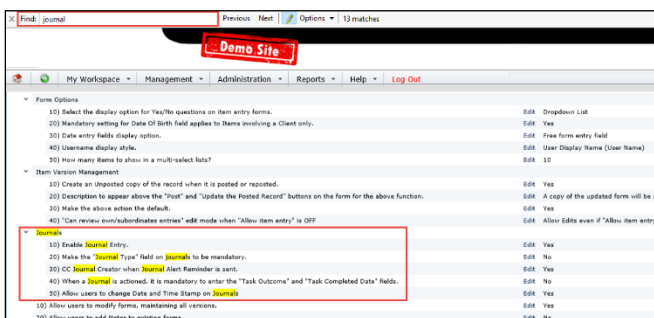 Find: journal Previous Next Options 13 matches
Demo Site
My Workspace Management Administration Reports Help Log Out
Form Options
10) Select the display option for Yes/No questions on item entry forms. Edit Dropdown List
20) Mandatory setting for Date Of Birth field applies to Items involving a Client only. Edit Yes
30) Date entry fields display option. Edit Free form entry field
40) Username display style. Edit User Display Name (User Name)
50) How many items to show in a multi-select lists? Edit 10
Item Version Management
10) Create an Unposted copy of the record when it is posted or reposted. Edit Yes
20) Description to appear above the "Post" and "Update the Posted Record" buttons on the form for the above function. Edit A copy of the updated form will be
30) Make the above action the default. Edit Yes
40) "Can review own/subordinates entries" edit mode when "Allow item entry" is OFF Edit Allow Edits even if "Allow item entry
Journals
10) Enable Journal Entry. Edit Yes
20) Make the "Journal Type" field on journals to be mandatory. Edit No
30) CC Journal Creator when Journal Alert Reminder is sent. Edit Yes
40) When a Journal is actioned, it is mandatory to enter the "Task Outcome" and "Task Completed Date" fields. Edit No
50) Allow users to change Date and Time Stamp on Journals Edit Yes
10) Allow users to modify forms, maintaining all versions. Edit Yes
20) Allow users to add Notes to existing forms. Edit No